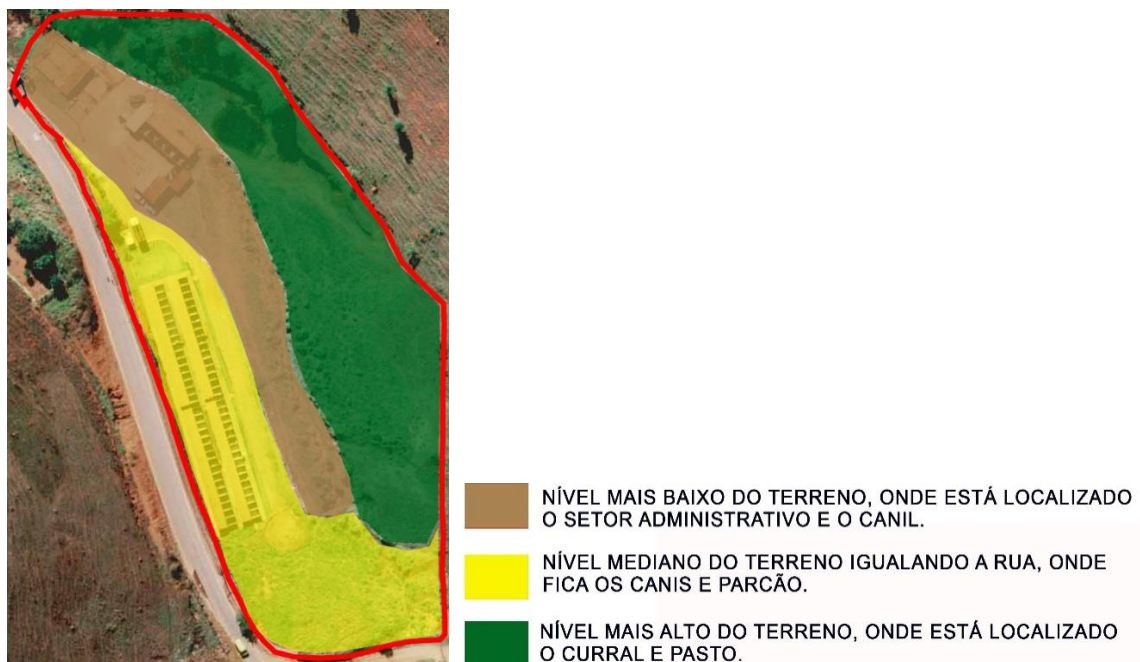 NÍVEL MAIS BAIXO DO TERRENO, ONDE ESTÁ LOCALIZADO
O SETOR ADMINISTRATIVO E O CANIL.
NÍVEL MEDIANO DO TERRENO IGUALANDO A RUA, ONDE
FICA OS CANIS E PARCÃO.
NÍVEL MAIS ALTO DO TERRENO, ONDE ESTÁ LOCALIZADO
O CURRAL E PASTO.